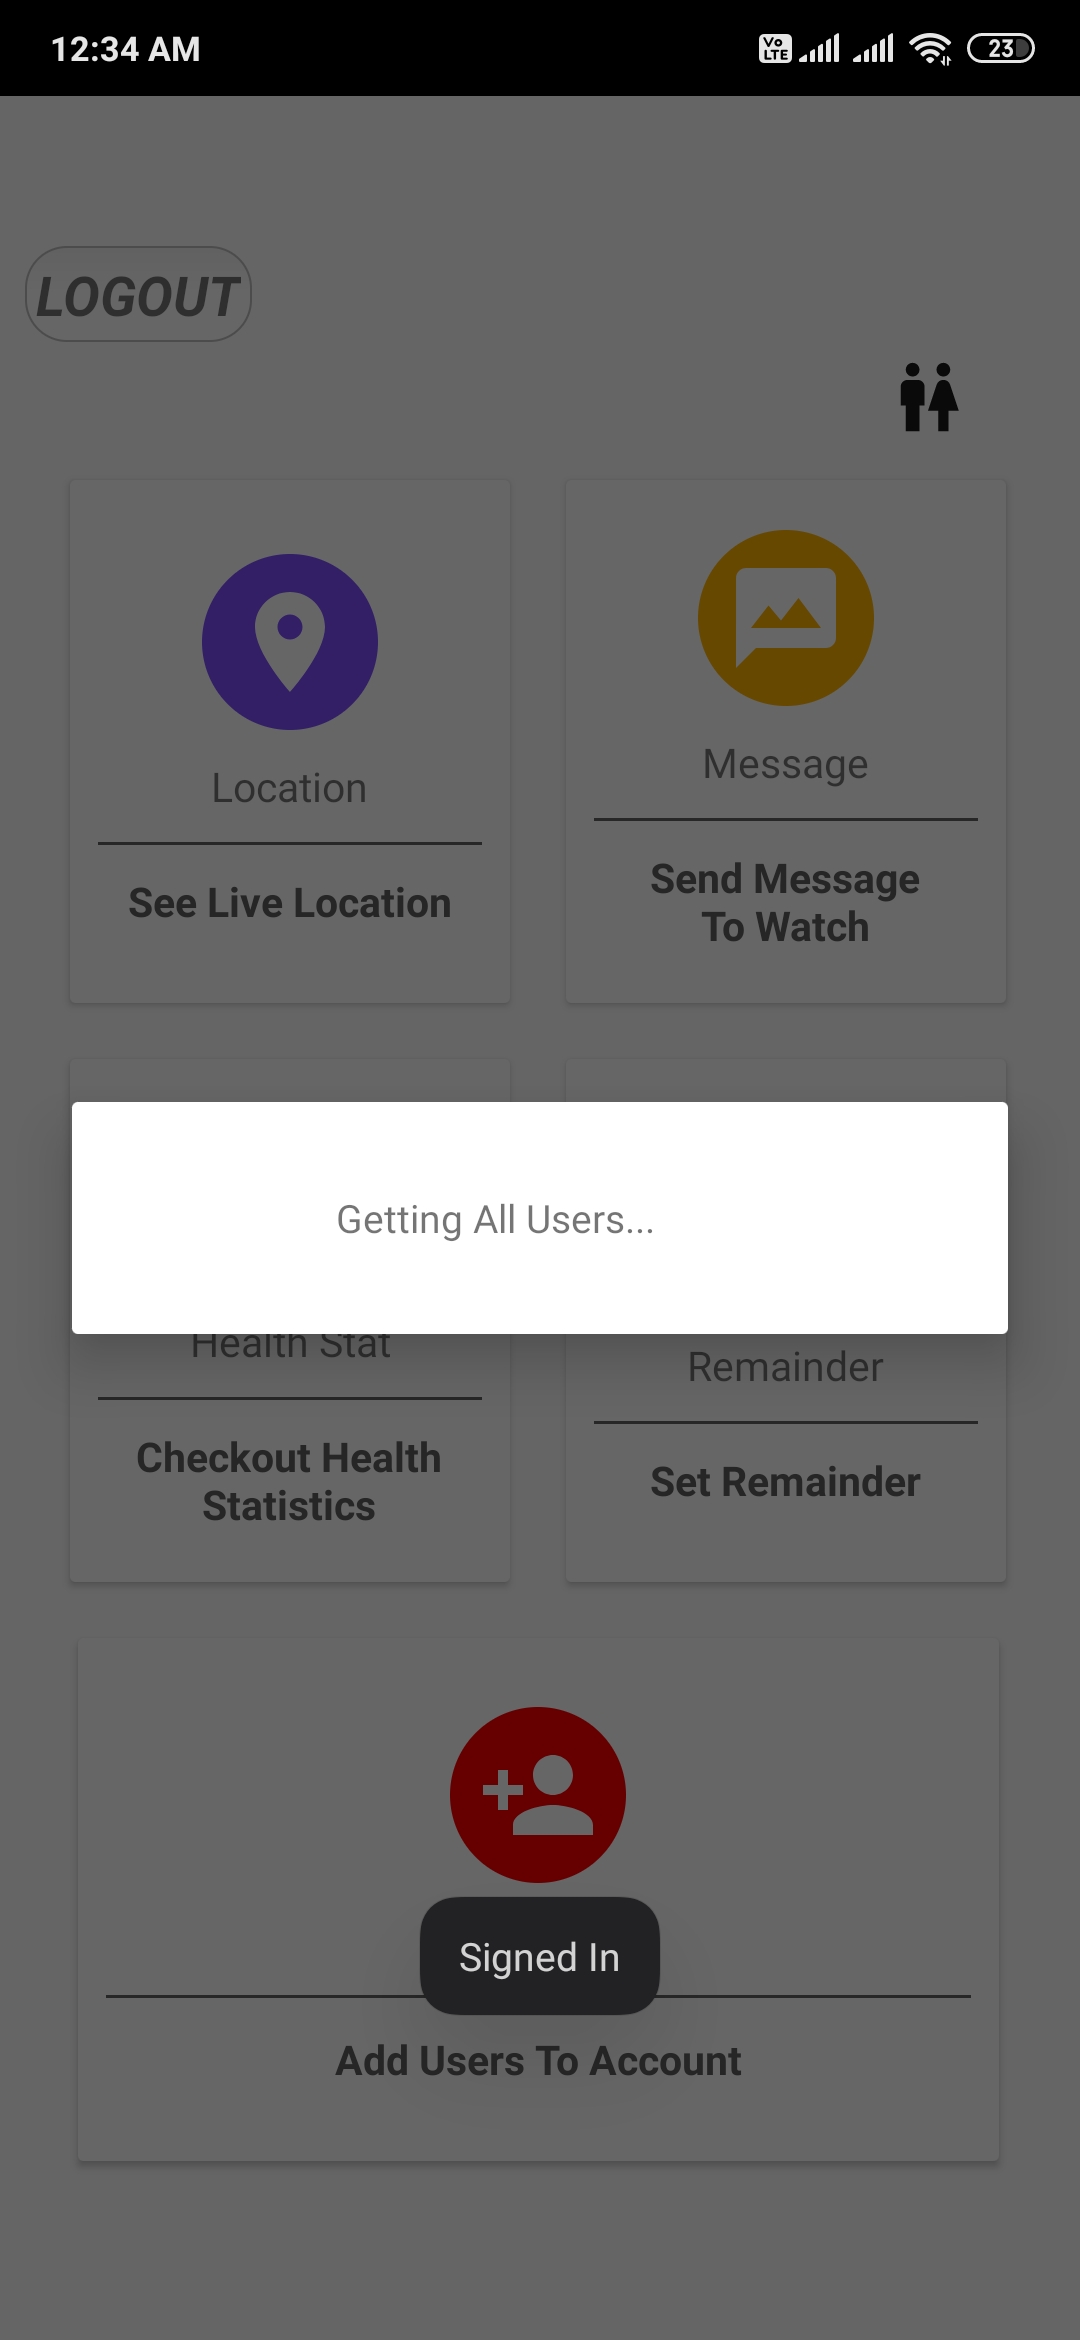 12:34 AM
Vo
LTE
23
LOGOUT
Location
See Live Location
Message
Send Message
To Watch
Getting All Users...
Health Stat
Checkout Health
Statistics
Remainder
Set Remainder
Signed In
Add Users To Account